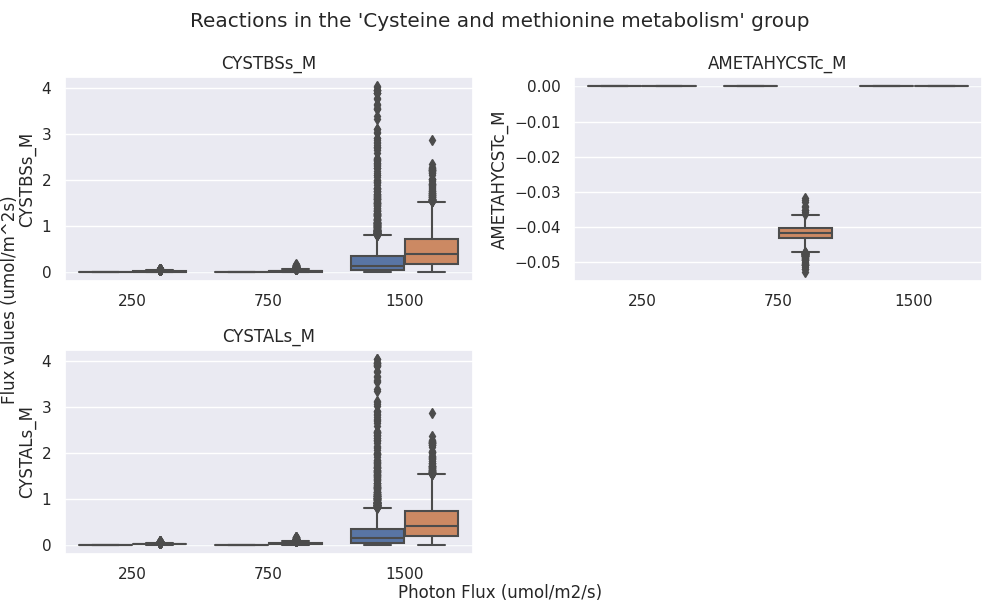 Reactions in the 'Cysteine and methionine metabolism' group
CYSTBSs_M
4
3
2
1
0
CYSTBSs_M
250
750
1500
AMETAHYCSTc_M
0.00
−0.01
−0.02
−0.03
−0.04
−0.05
AMETAHYCSTc_M
250
750
1500
Flux values (umol/m^2s)
CYSTALs_M
4
3
2
1
0
CYSTALs_M
250
750
1500
Photon Flux (umol/m2/s)